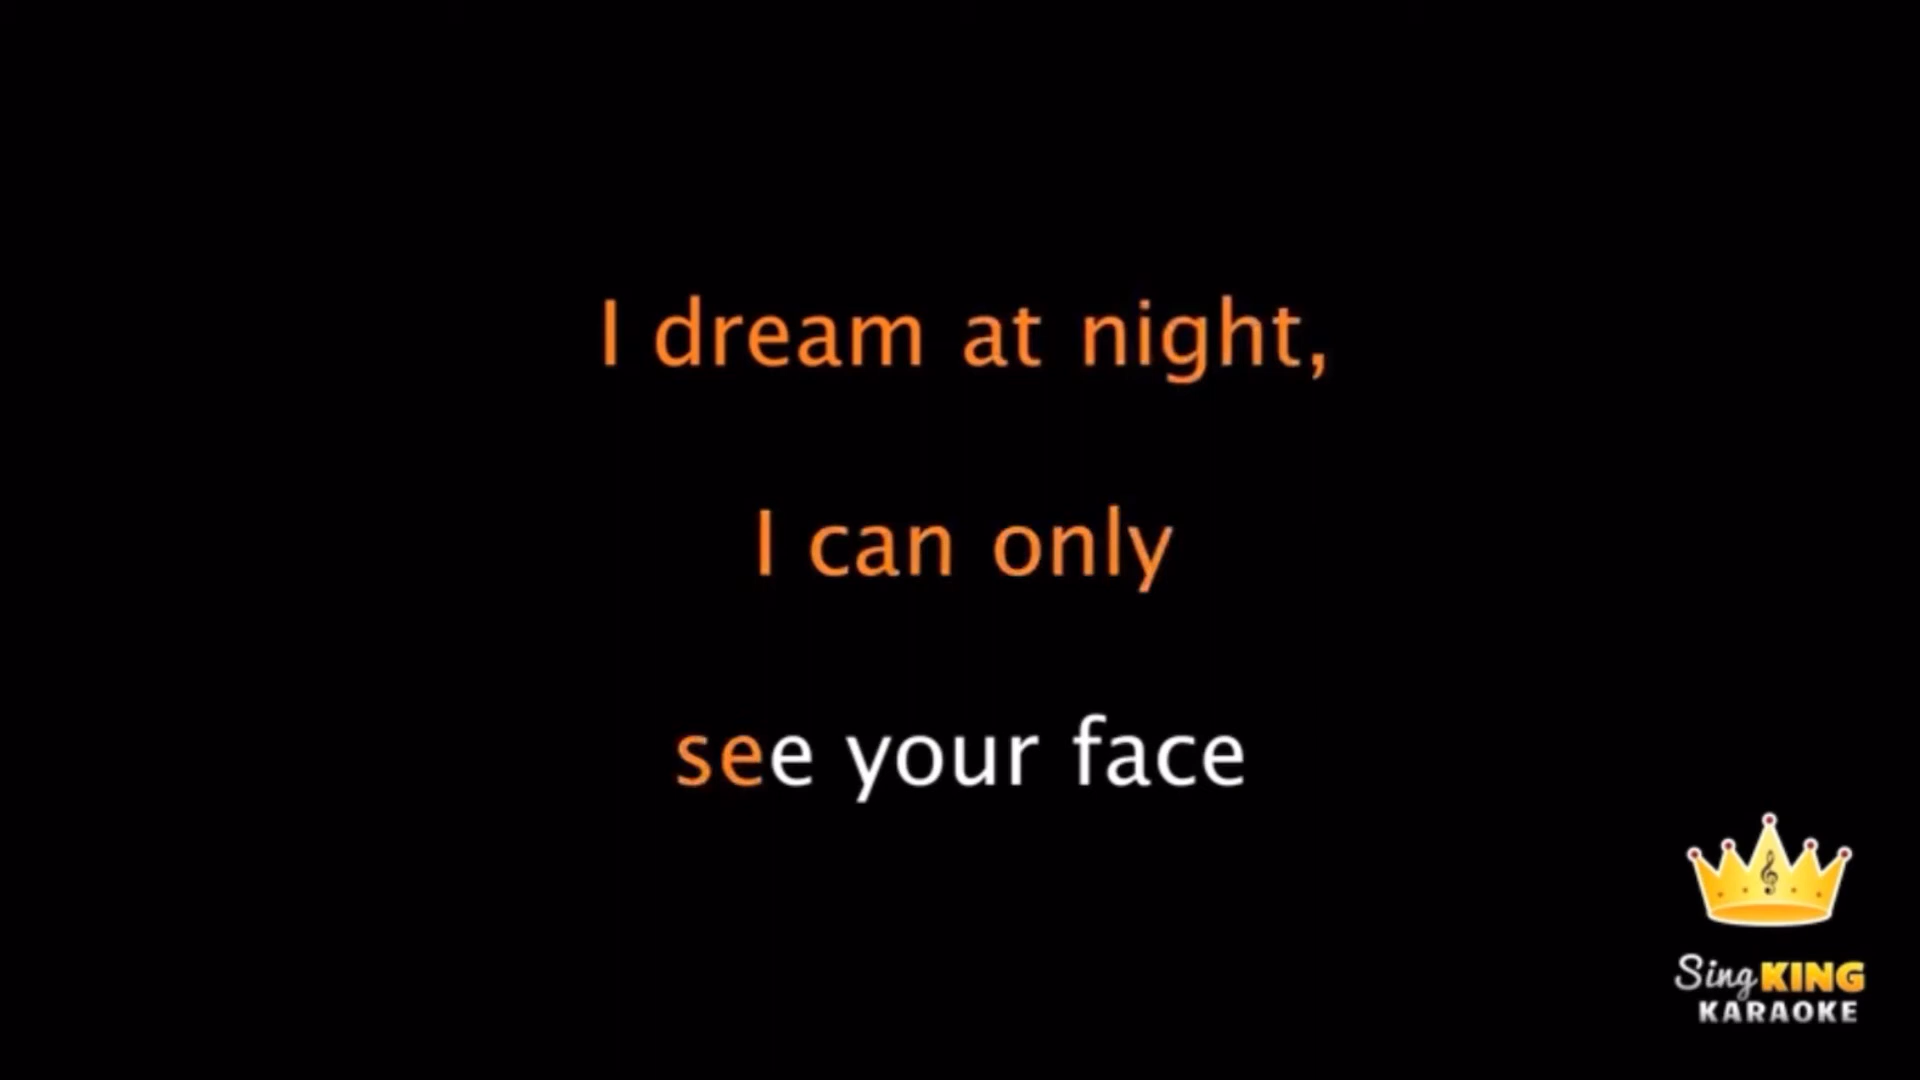 I dream at night,
I can only
see your face
Sing KING
KARAOKE